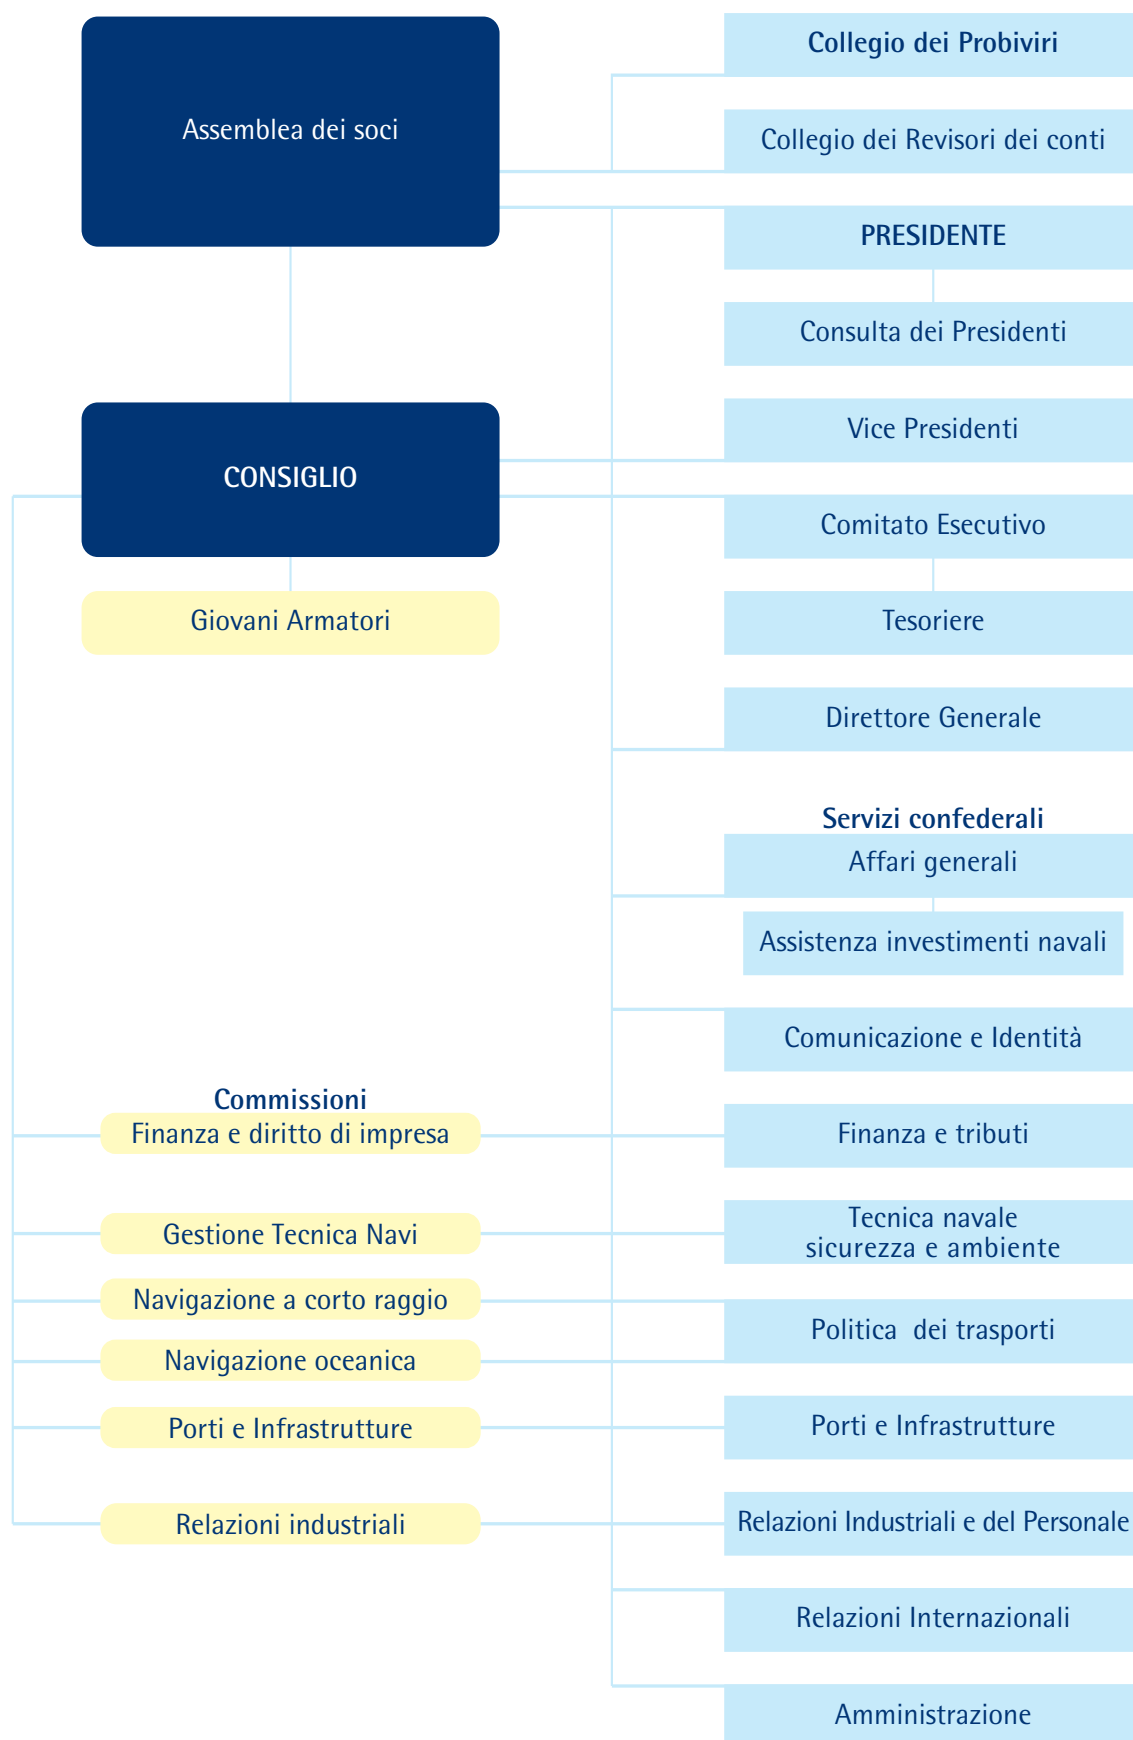 Assemblea dei soci
CONSIGLIO
Giovani Armatori
Commissioni
Finanza e diritto di impresa
Gestione Tecnica Navi
Navigazione a corto raggio
Navigazione oceanica
Porti e Infrastrutture
Relazioni industriali
Collegio dei Probiviri
Collegio dei Revisori dei conti
PRESIDENTE
Consulta dei Presidenti
Vice Presidenti
Comitato Esecutivo
Tesoriere
Direttore Generale
Servizi confederali
Affari generali
Assistenza investimenti navali
Comunicazione e Identità
Finanza e tributi
Tecnica navale
sicurezza e ambiente
Politica dei trasporti
Porti e Infrastrutture
Relazioni Industriali e del Personale
Relazioni Internazionali
Amministrazione